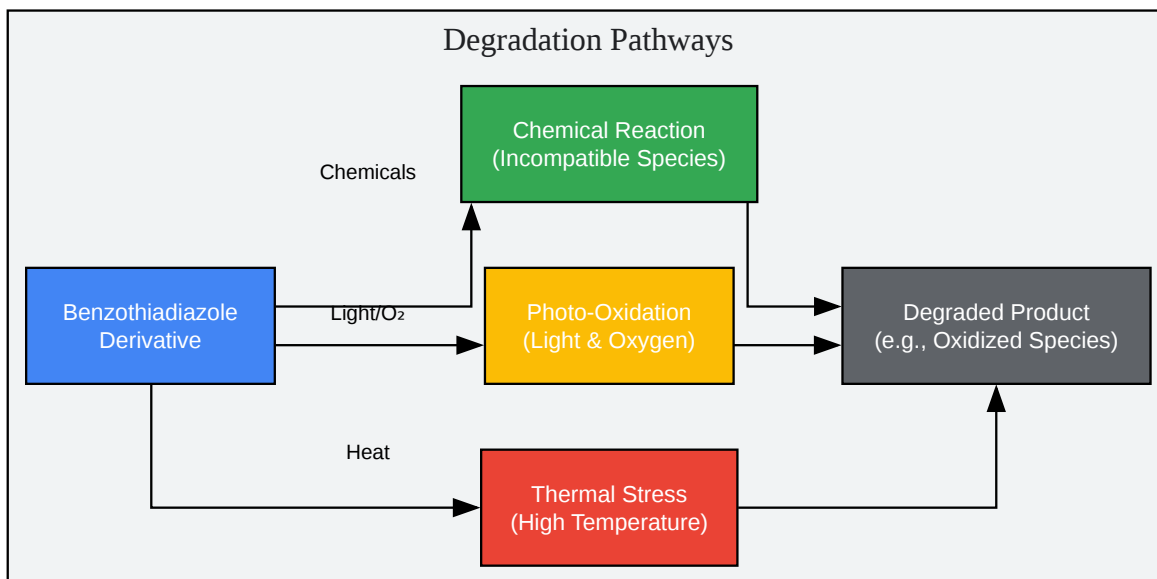 Degradation Pathways
Chemical Reaction
(Incompatible Species)
Chemicals
Benzothiadiazole
Derivative
Light/O₂
Photo-Oxidation
(Light & Oxygen)
Degraded Product
(e.g., Oxidized Species)
Heat
Thermal Stress
(High Temperature)